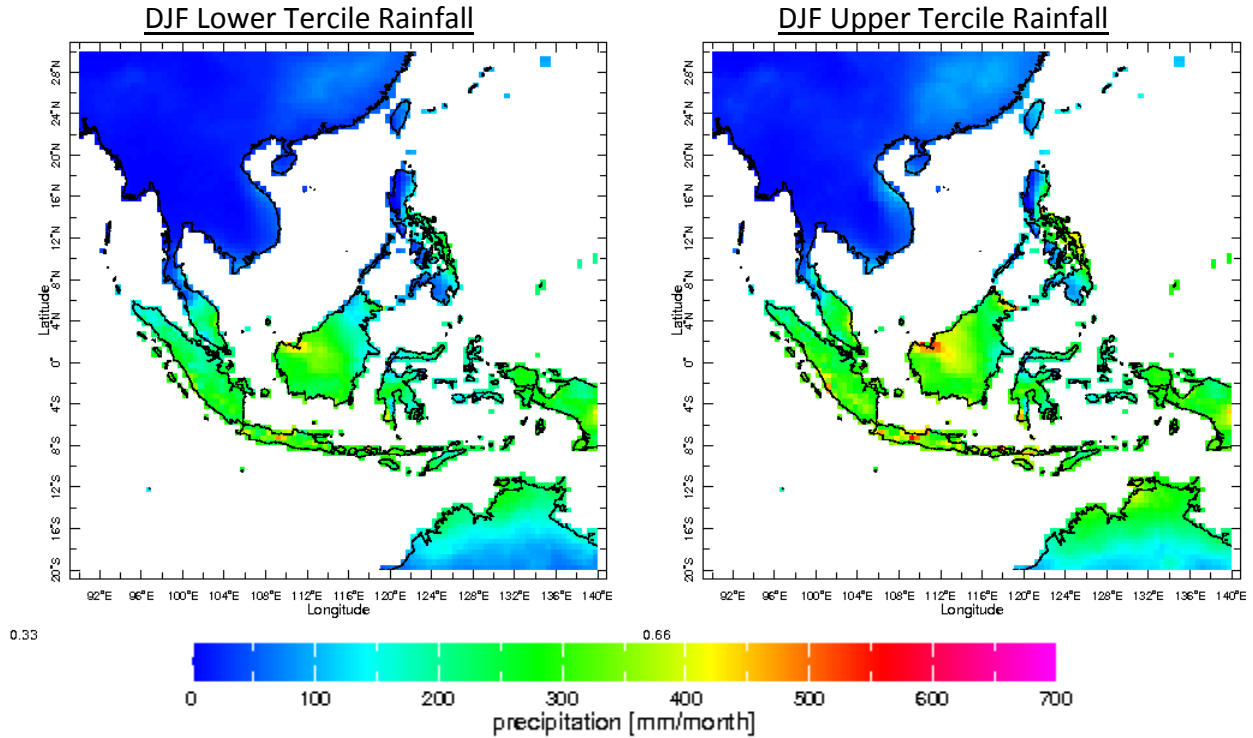 DJF Lower Tercile Rainfall
DJF Upper Tercile Rainfall
28°N
24°N
20°N
16°N
12°N
8°N
4°N
0°
4°S
8°S
12°S
16°S
20°S
Latitude
92°E 96°E 100°E 104°E 108°E 112°E 116°E 120°E 124°E 128°E 132°E 136°E 140°E
Longitude
28°N
24°N
20°N
16°N
12°N
8°N
4°N
0°
4°S
8°S
12°S
16°S
20°S
Latitude
92°E 96°E 100°E 104°E 108°E 112°E 116°E 120°E 124°E 128°E 132°E 136°E 140°E
Longitude
0.33
0.66
0 100 200 300 400 500 600 700
precipitation [mm/month]